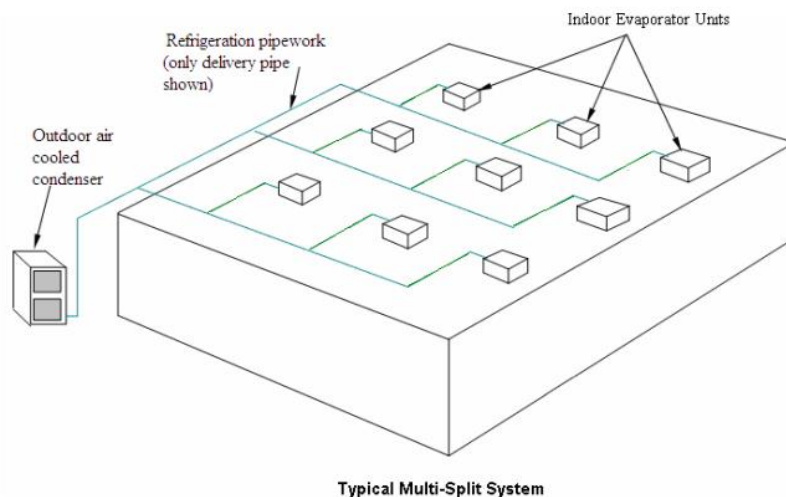 Indoor Evaporator Units
Refrigeration pipework
(only delivery pipe
shown)
Outdoor air
cooled
condenser
Typical Multi-Split System